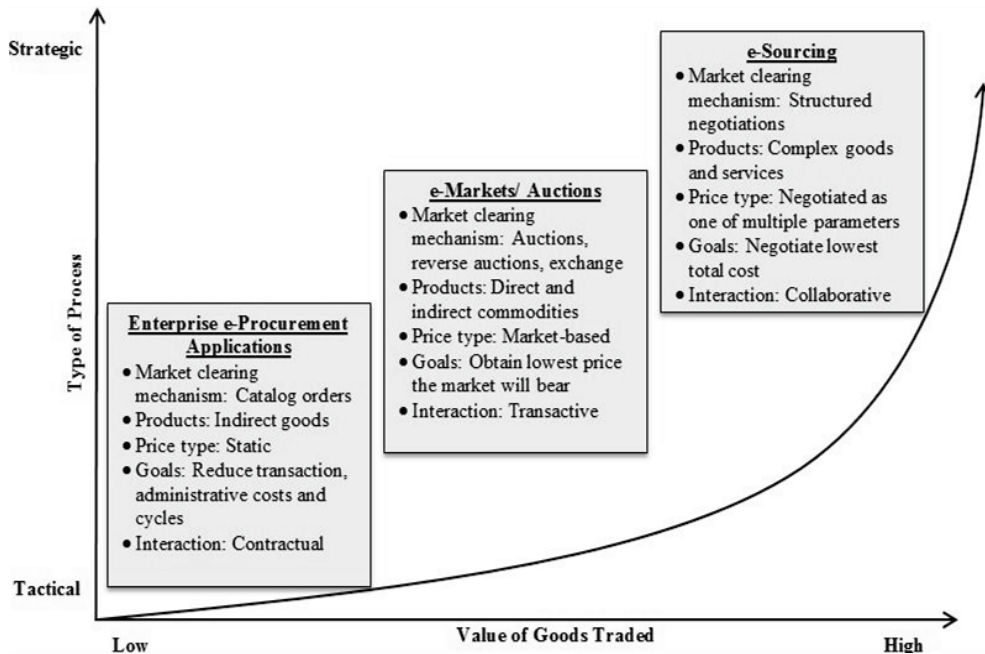 Strategic
e-Sourcing
• Market clearing
mechanism: Structured
negotiations
• Products: Complex goods
and services
• Price type: Negotiated as
one of multiple parameters
• Goals: Negotiate lowest
total cost
• Interaction: Collaborative
e-Markets/ Auctions
• Market clearing
mechanism: Auctions,
reverse auctions, exchange
• Products: Direct and
indirect commodities
• Price type: Market-based
• Goals: Obtain lowest price
the market will bear
• Interaction: Transactive
Enterprise e-Procurement
Applications
• Market clearing
mechanism: Catalog orders
• Products: Indirect goods
• Price type: Static
• Goals: Reduce transaction,
administrative costs and
cycles
• Interaction: Contractual
Type of Process
Tactical
Low
Value of Goods Traded
High